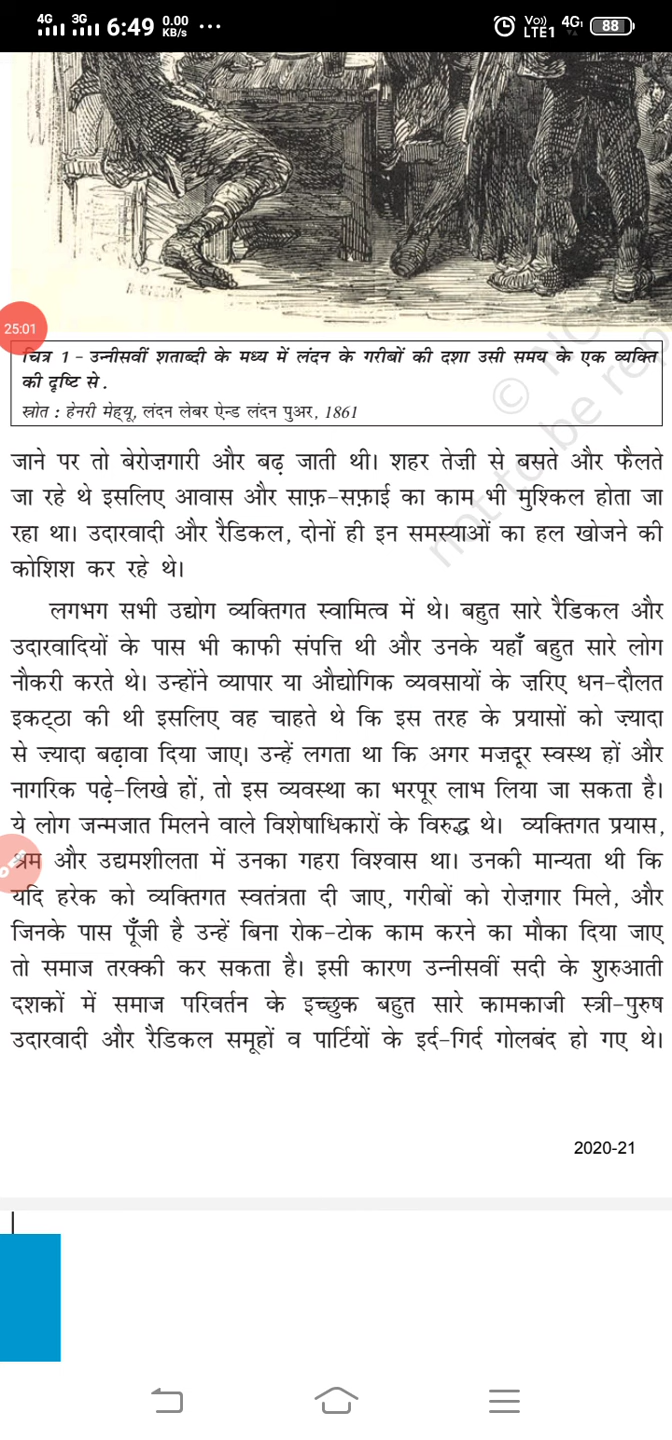 4G 3G 6:49 0.00 KB/s ... Vo)) LTE1 4G 88
25:01
चित्र 1 - उन्नीसवीं शताब्दी के मध्य में लंदन के गरीबों की दशा उसी समय के एक व्यक्ति
की दृष्टि से.
स्रोत : हेनरी मेह्यू, लंदन लेबर ऐन्ड लंदन पुअर, 1861
जाने पर तो बेरोज़गारी और बढ़ जाती थी। शहर तेज़ी से बसते और फैलते
जा रहे थे इसलिए आवास और साफ़-सफ़ाई का काम भी मुश्किल होता जा
रहा था। उदारवादी और रैडिकल, दोनों ही इन समस्याओं का हल खोजने की
कोशिश कर रहे थे।
लगभग सभी उद्योग व्यक्तिगत स्वामित्व में थे। बहुत सारे रैडिकल और
उदारवादियों के पास भी काफी संपत्ति थी और उनके यहाँ बहुत सारे लोग
नौकरी करते थे। उन्होंने व्यापार या औद्योगिक व्यवसायों के ज़रिए धन-दौलत
इकट्ठा की थी इसलिए वह चाहते थे कि इस तरह के प्रयासों को ज़्यादा
से ज़्यादा बढ़ावा दिया जाए। उन्हें लगता था कि अगर मज़दूर स्वस्थ हों और
नागरिक पढ़े-लिखे हों, तो इस व्यवस्था का भरपूर लाभ लिया जा सकता है।
ये लोग जन्मजात मिलने वाले विशेषाधिकारों के विरुद्ध थे। व्यक्तिगत प्रयास,
श्रम और उद्यमशीलता में उनका गहरा विश्वास था। उनकी मान्यता थी कि
यदि हरेक को व्यक्तिगत स्वतंत्रता दी जाए, गरीबों को रोज़गार मिले, और
जिनके पास पूँजी है उन्हें बिना रोक-टोक काम करने का मौका दिया जाए
तो समाज तरक्की कर सकता है। इसी कारण उन्नीसवीं सदी के शुरुआती
दशकों में समाज परिवर्तन के इच्छुक बहुत सारे कामकाजी स्त्री-पुरुष
उदारवादी और रैडिकल समूहों व पार्टियों के इर्द-गिर्द गोलबंद हो गए थे।
© NC
not to be rep
2020-21